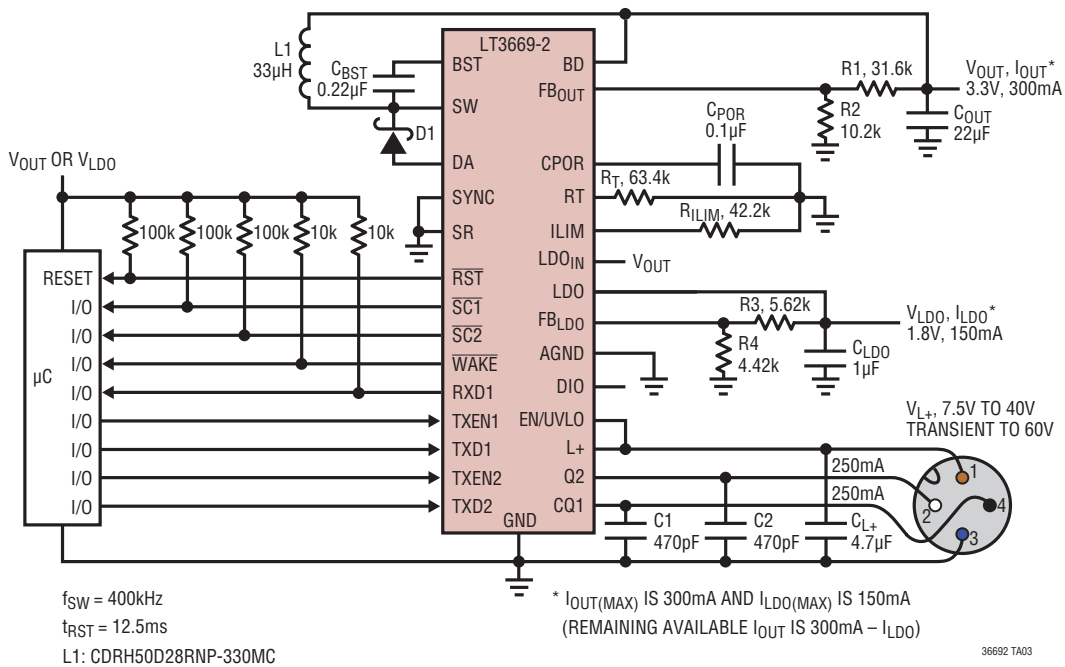 LT3669-2
L1
33µH
CBST
0.22µF
BST
SW
D1
DA
SYNC
SR
RST
SC1
SC2
WAKE
RXD1
TXEN1
TXD1
TXEN2
TXD2
GND
BD
FBOUT
CPOR
RT
ILIM
LDOIN
LDO
FBLDO
AGND
DIO
EN/UVLO
L+
Q2
CQ1
R1, 31.6k
R2
10.2k
VOUT, IOUT*
3.3V, 300mA
COUT
22µF
CPOR
0.1µF
RT, 63.4k
RILIM, 42.2k
VOUT
R3, 5.62k
R4
4.42k
VLDO, ILDO*
1.8V, 150mA
CLDO
1µF
VL+, 7.5V TO 40V
TRANSIENT TO 60V
250mA
250mA
1
2
4
3
C1
470pF
C2
470pF
CL+
4.7µF
VOUT OR VLDO
100k
100k
100k
10k
10k
µC
RESET
I/O
I/O
I/O
I/O
I/O
I/O
I/O
I/O
fSW = 400kHz
tRST = 12.5ms
L1: CDRH50D28RNP-330MC
* IOUT(MAX) IS 300mA AND ILDO(MAX) IS 150mA
(REMAINING AVAILABLE IOUT IS 300mA – ILDO)
36692 TA03